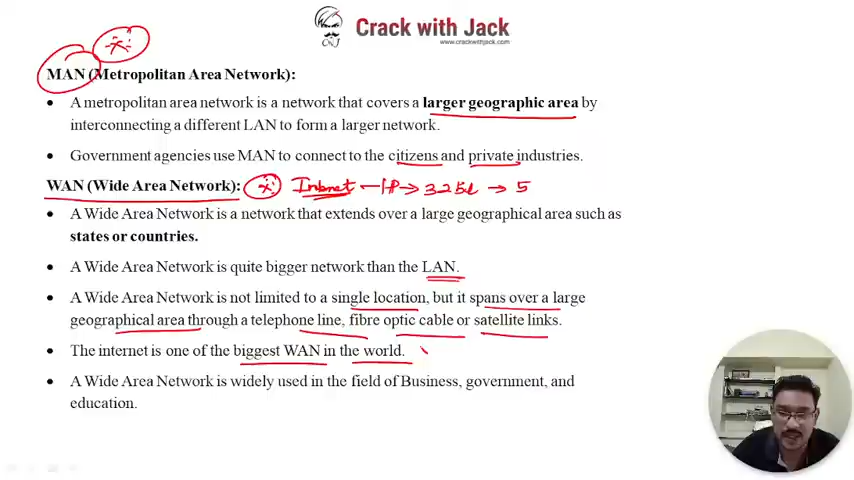 Crack with Jack
www.crackwithjack.com
MAN (Metropolitan Area Network):
• A metropolitan area network is a network that covers a larger geographic area by
interconnecting a different LAN to form a larger network.
• Government agencies use MAN to connect to the citizens and private industries.
WAN (Wide Area Network): Internet → IP → 32 bit → 5
• A Wide Area Network is a network that extends over a large geographical area such as
states or countries.
• A Wide Area Network is quite bigger network than the LAN.
• A Wide Area Network is not limited to a single location, but it spans over a large
geographical area through a telephone line, fibre optic cable or satellite links.
• The internet is one of the biggest WAN in the world.
• A Wide Area Network is widely used in the field of Business, government, and
education.